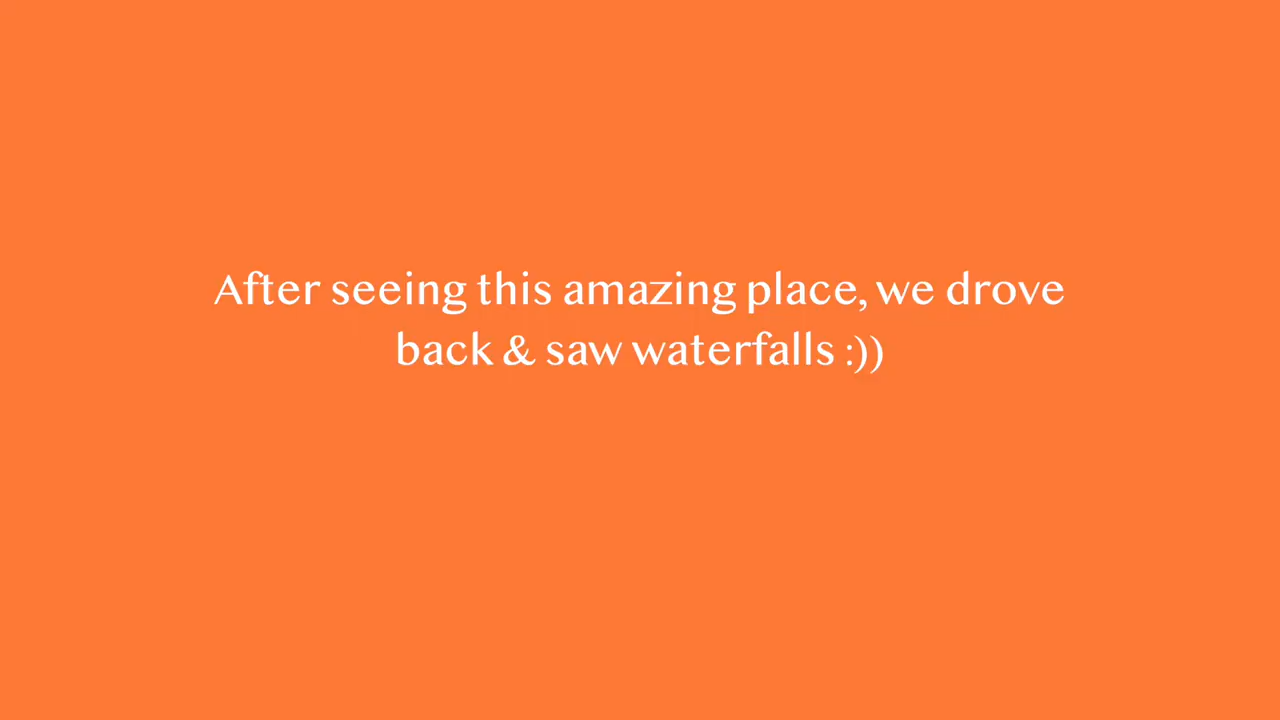 After seeing this amazing place, we drove
back & saw waterfalls :))